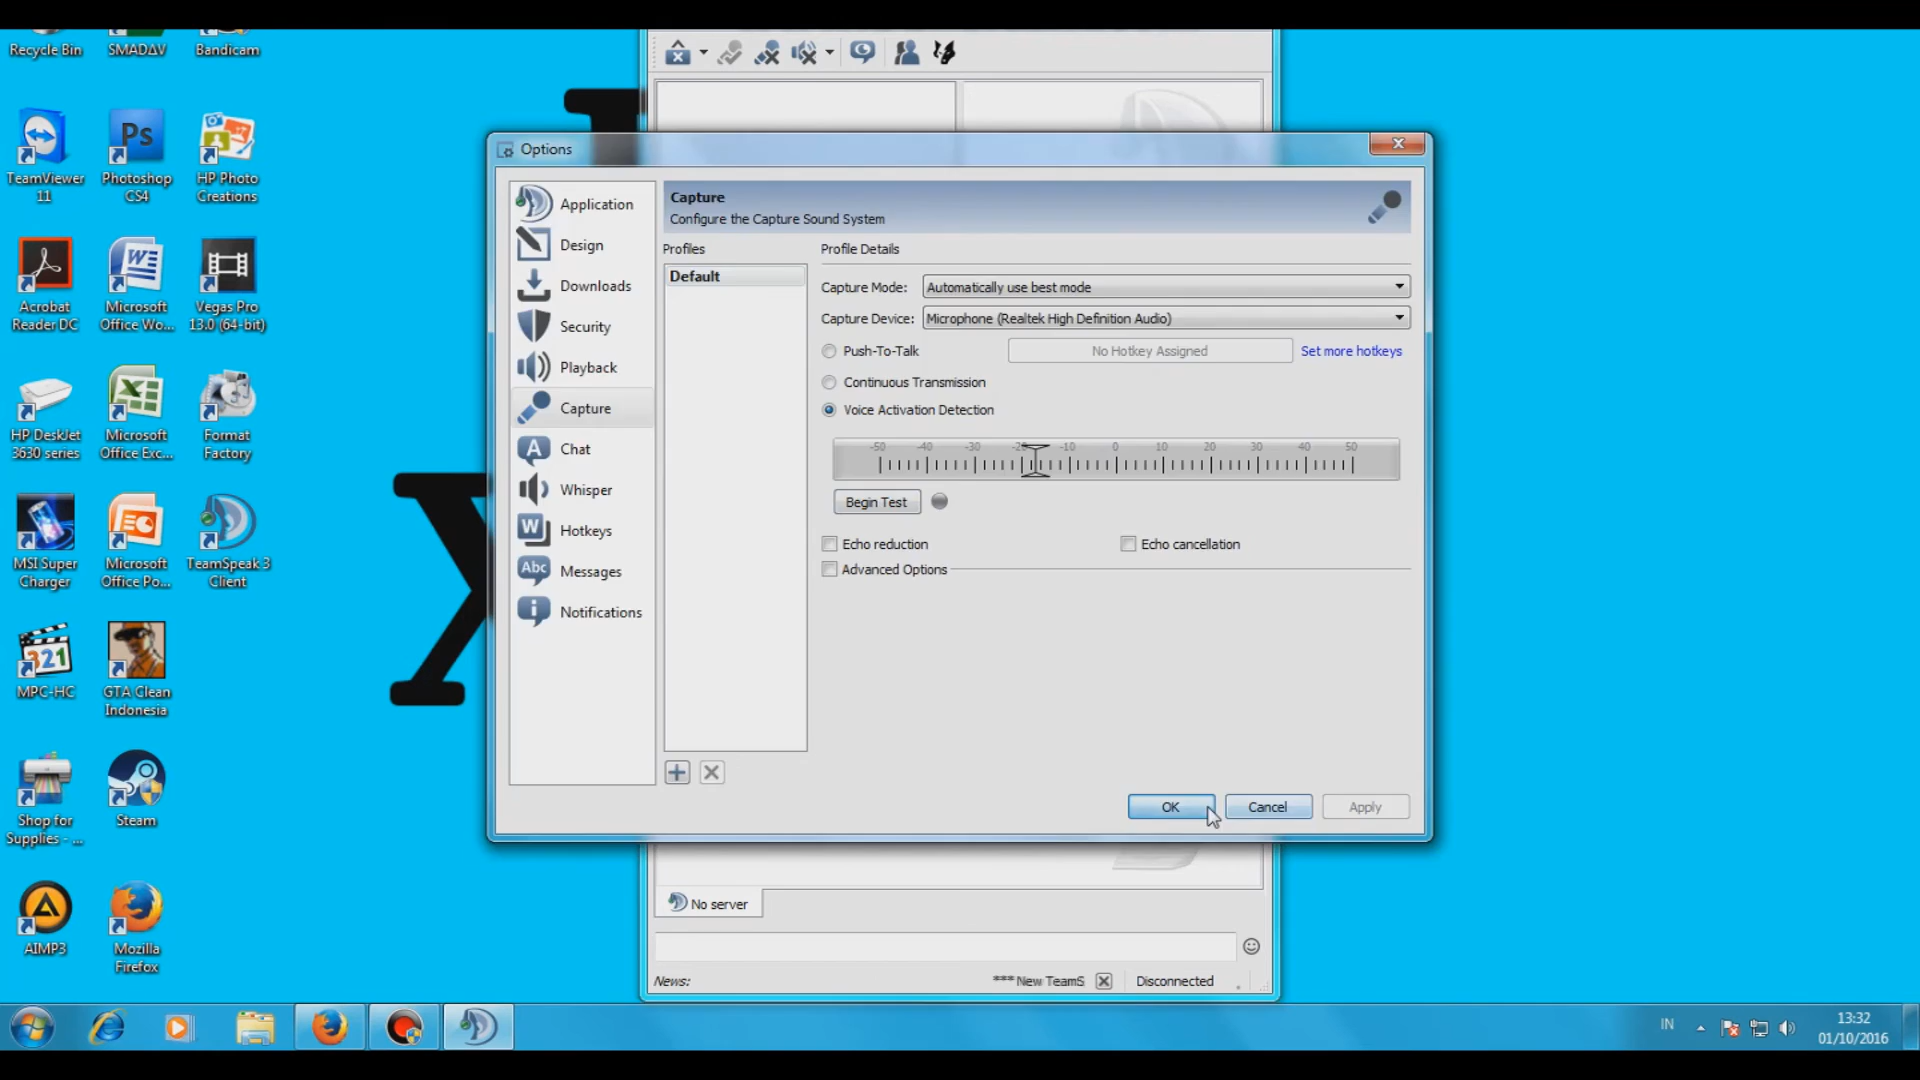 Recycle Bin
SMADAV
Bandicam
TeamViewer
11
Ps
Photoshop
CS4
HP Photo
Creations
Acrobat
Reader DC
Microsoft
Office Wo...
Vegas Pro
13.0 (64-bit)
HP DeskJet
3630 series
Microsoft
Office Exc...
Format
Factory
MSI Super
Charger
Microsoft
Office Po...
TeamSpeak 3
Client
321
MPC-HC
GTA Clean
Indonesia
Shop for
Supplies - ...
Steam
AIMP3
Mozilla
Firefox
Options
Application
Design
Downloads
Security
Playback
Capture
Chat
Whisper
Hotkeys
Messages
Notifications
Capture
Configure the Capture Sound System
Profiles
Default
Profile Details
Capture Mode: Automatically use best mode
Capture Device: Microphone (Realtek High Definition Audio)
Push-To-Talk No Hotkey Assigned Set more hotkeys
Continuous Transmission
Voice Activation Detection
-50 -40 -30 -20 -10 0 10 20 30 40 50
Begin Test
Echo reduction Echo cancellation
Advanced Options
OK Cancel Apply
No server
News: *** New TeamS Disconnected
IN
13:32
01/10/2016